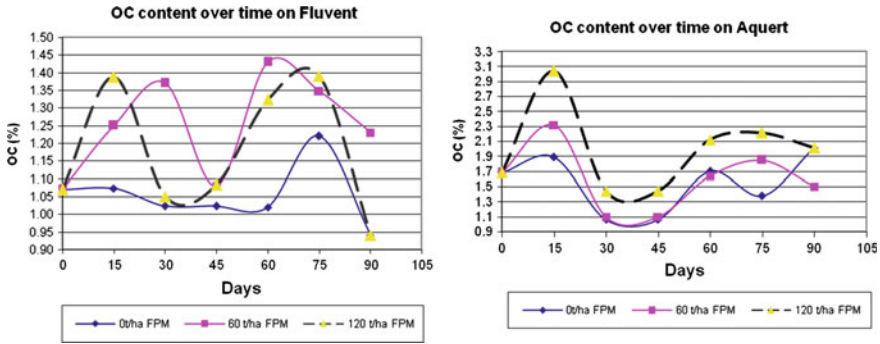 OC content over time on Fluvent
1.50
1.45
1.40
1.35
1.30
1.25
1.20
1.15
1.10
1.05
1.00
0.95
0.90
OC (%)
0 15 30 45 60 75 90 105
Days
0t/ha FPM 60 t/ha FPM 120 t/ha FPM
OC content over time on Aquert
3.3
3.1
2.9
2.7
2.5
2.3
2.1
1.9
1.7
1.5
1.3
1.1
0.9
OC (%)
0 15 30 45 60 75 90 105
Days
0t/ha FPM 60 t/ha FPM 120 t/ha FPM